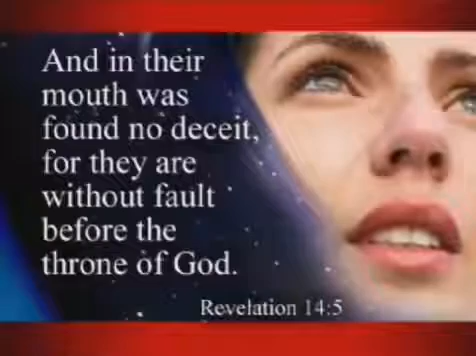 And in their
mouth was
found no deceit,
for they are
without fault
before the
throne of God.
Revelation 14:5